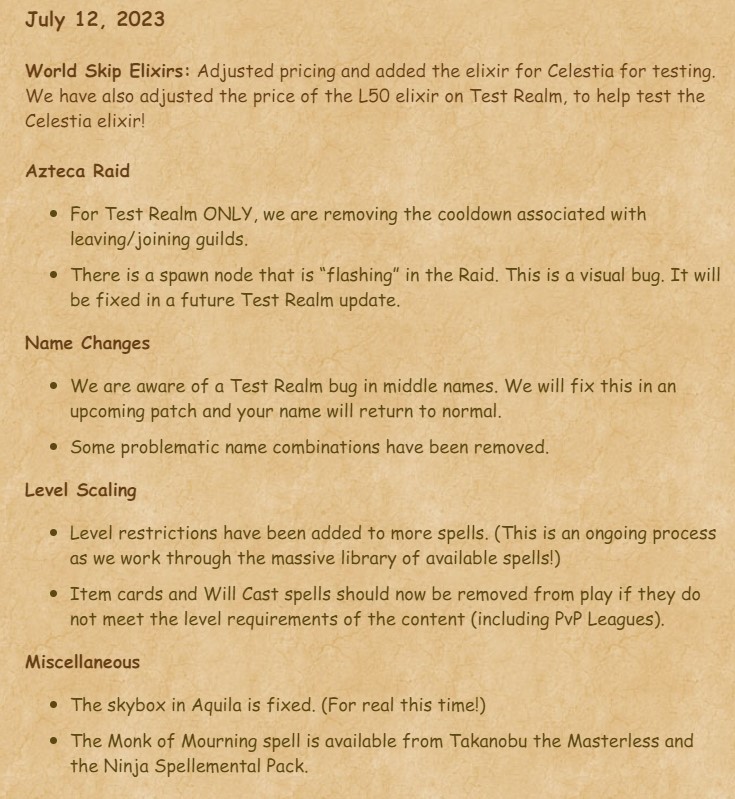 July 12, 2023
World Skip Elixirs: Adjusted pricing and added the elixir for Celestia for testing.
We have also adjusted the price of the L50 elixir on Test Realm, to help test the
Celestia elixir!
Azteca Raid
• For Test Realm ONLY, we are removing the cooldown associated with
leaving/joining guilds.
• There is a spawn node that is “flashing” in the Raid. This is a visual bug. It will
be fixed in a future Test Realm update.
Name Changes
• We are aware of a Test Realm bug in middle names. We will fix this in an
upcoming patch and your name will return to normal.
• Some problematic name combinations have been removed.
Level Scaling
• Level restrictions have been added to more spells. (This is an ongoing process
as we work through the massive library of available spells!)
• Item cards and Will Cast spells should now be removed from play if they do
not meet the level requirements of the content (including PvP Leagues).
Miscellaneous
• The skybox in Aquila is fixed. (For real this time!)
• The Monk of Mourning spell is available from Takanobu the Masterless and
the Ninja Spellemental Pack.